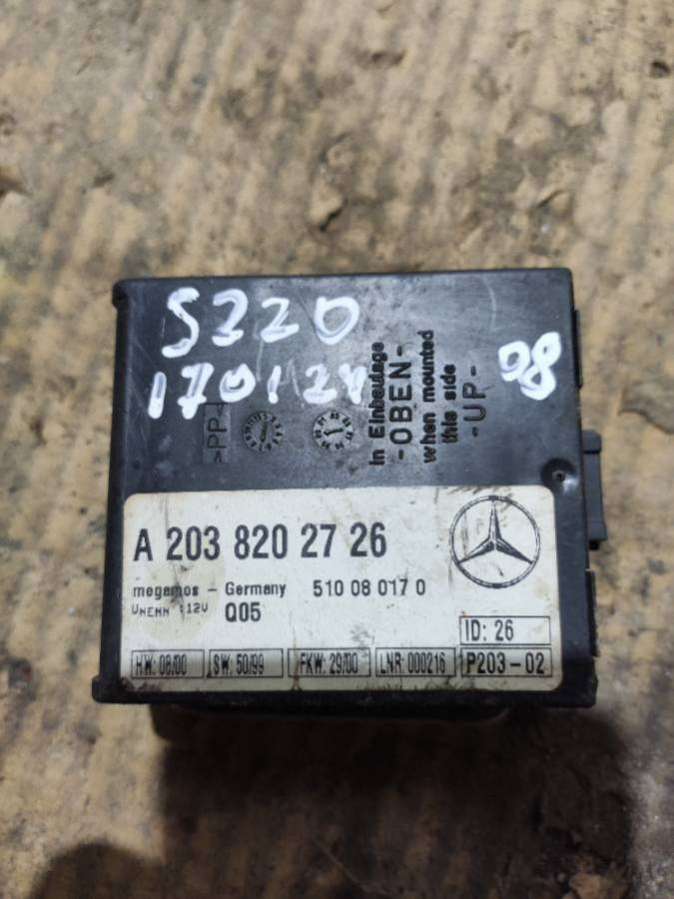 S320
170124
08
>PP<
in Einbaulage
-OBEN-
when mounted
this side
-UP-
A 203 820 27 26
megamos - Germany 510 08 017 0
UNENN :12V Q05
ID: 26
HW: 08/00 SW: 50/99 FKW: 29/00 LNR: 000216 P203-02